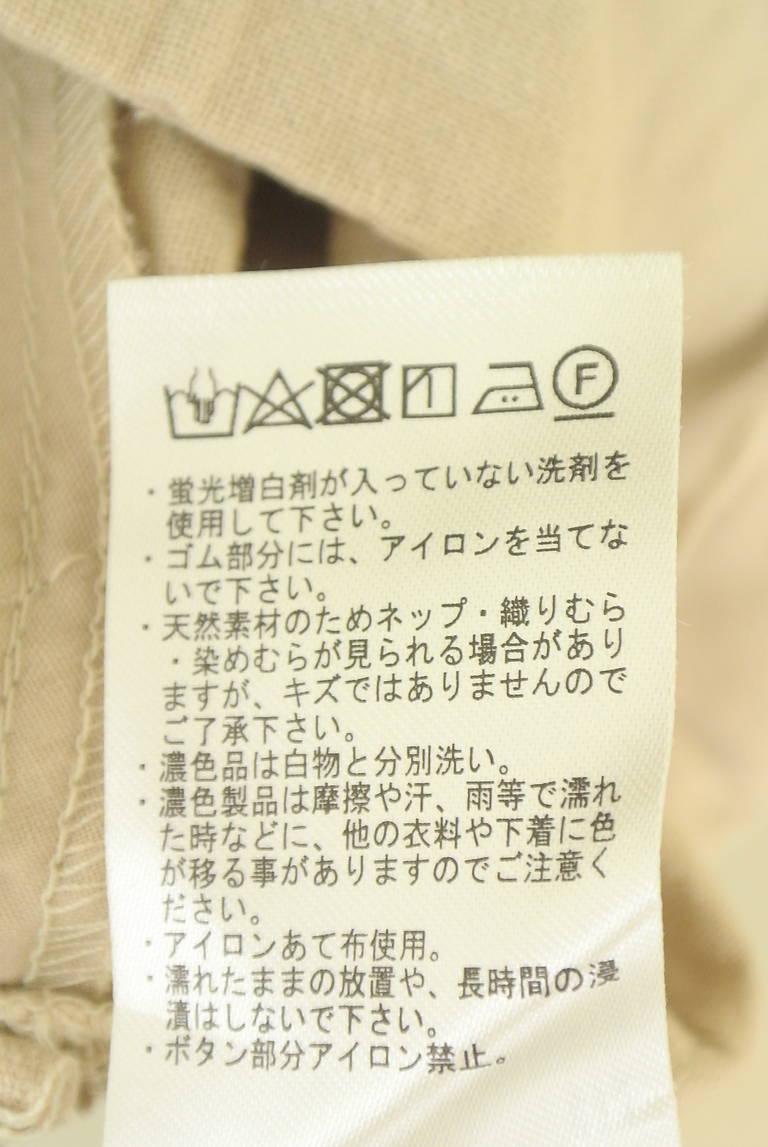 F
・蛍光増白剤が入っていない洗剤を
使用して下さい。
・ゴム部分には、アイロンを当てな
いで下さい。
・天然素材のためネップ・織りむら
・染めむらが見られる場合があり
ますが、キズではありませんので
ご了承下さい。
・濃色品は白物と分別洗い。
・濃色製品は摩擦や汗、雨等で濡れ
た時などに、他の衣料や下着に色
が移る事がありますのでご注意く
ださい。
・アイロンあて布使用。
・濡れたままの放置や、長時間の浸
漬はしないで下さい。
・ボタン部分アイロン禁止。